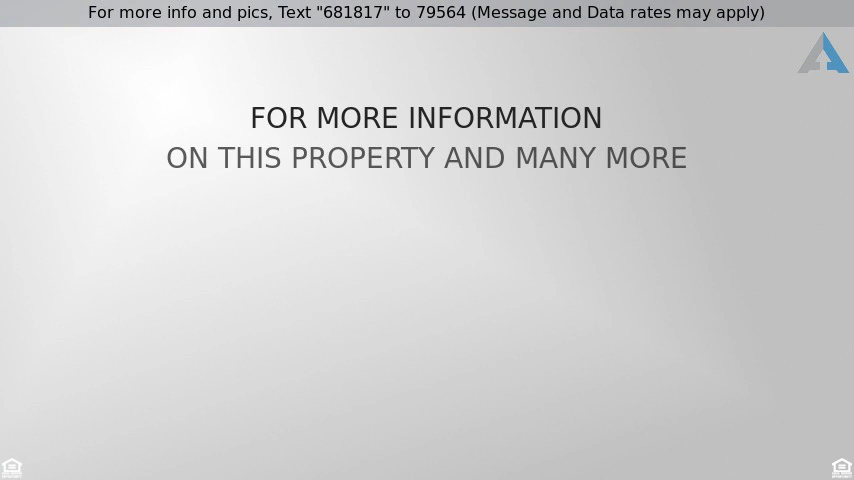 For more info and pics, Text "681817" to 79564 (Message and Data rates may apply)
FOR MORE INFORMATION
ON THIS PROPERTY AND MANY MORE